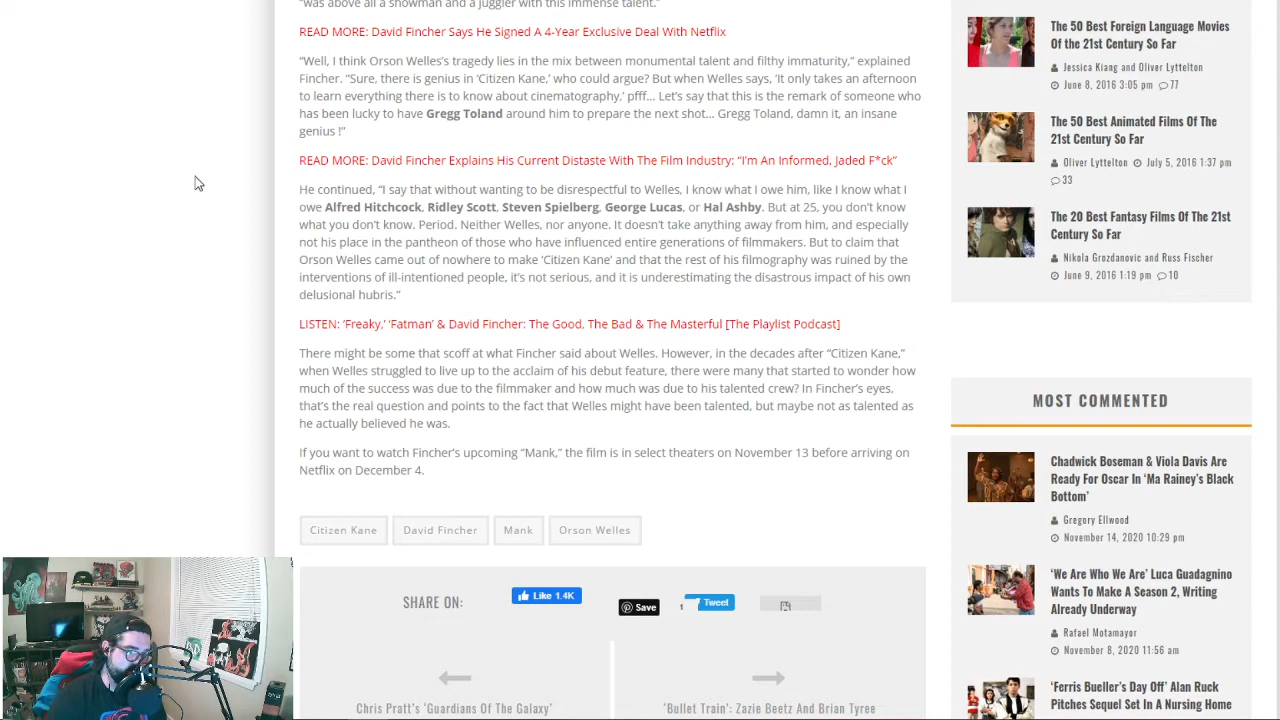 "was above all a showman and a juggler with this immense talent."
READ MORE: David Fincher Says He Signed A 4-Year Exclusive Deal With Netflix
“Well, I think Orson Welles’s tragedy lies in the mix between monumental talent and filthy immaturity,” explained
Fincher. “Sure, there is genius in ‘Citizen Kane,’ who could argue? But when Welles says, ‘It only takes an afternoon
to learn everything there is to know about cinematography,’ pfff… Let’s say that this is the remark of someone who
has been lucky to have Gregg Toland around him to prepare the next shot… Gregg Toland, damn it, an insane
genius !”
READ MORE: David Fincher Explains His Current Distaste With The Film Industry: “I’m An Informed, Jaded F*ck”
He continued, “I say that without wanting to be disrespectful to Welles, I know what I owe him, like I know what I
owe Alfred Hitchcock, Ridley Scott, Steven Spielberg, George Lucas, or Hal Ashby. But at 25, you don’t know
what you don’t know. Period. Neither Welles, nor anyone. It doesn’t take anything away from him, and especially
not his place in the pantheon of those who have influenced entire generations of filmmakers. But to claim that
Orson Welles came out of nowhere to make ‘Citizen Kane’ and that the rest of his filmography was ruined by the
interventions of ill-intentioned people, it’s not serious, and it is underestimating the disastrous impact of his own
delusional hubris.”
LISTEN: ‘Freaky,’ ‘Fatman’ & David Fincher: The Good, The Bad & The Masterful [The Playlist Podcast]
There might be some that scoff at what Fincher said about Welles. However, in the decades after “Citizen Kane,”
when Welles struggled to live up to the acclaim of his debut feature, there were many that started to wonder how
much of the success was due to the filmmaker and how much was due to his talented crew? In Fincher’s eyes,
that’s the real question and points to the fact that Welles might have been talented, but maybe not as talented as
he actually believed he was.
If you want to watch Fincher’s upcoming “Mank,” the film is in select theaters on November 13 before arriving on
Netflix on December 4.
Citizen Kane
David Fincher
Mank
Orson Welles
SHARE ON:
Like 1.4K
Save
1
Tweet
Chris Pratt’s ‘Guardians Of The Galaxy’
‘Bullet Train’: Zazie Beetz And Brian Tyree
The 50 Best Foreign Language Movies
Of the 21st Century So Far
Jessica Kiang and Oliver Lyttelton
June 8, 2016 3:05 pm 77
The 50 Best Animated Films Of The
21st Century So Far
Oliver Lyttelton July 5, 2016 1:37 pm
33
The 20 Best Fantasy Films Of The 21st
Century So Far
Nikola Grozdanovic and Russ Fischer
June 9, 2016 1:19 pm 10
MOST COMMENTED
Chadwick Boseman & Viola Davis Are
Ready For Oscar In ‘Ma Rainey’s Black
Bottom’
Gregory Ellwood
November 14, 2020 10:29 pm
‘We Are Who We Are’ Luca Guadagnino
Wants To Make A Season 2, Writing
Already Underway
Rafael Motamayor
November 8, 2020 11:56 am
‘Ferris Bueller’s Day Off’ Alan Ruck
Pitches Sequel Set In A Nursing Home